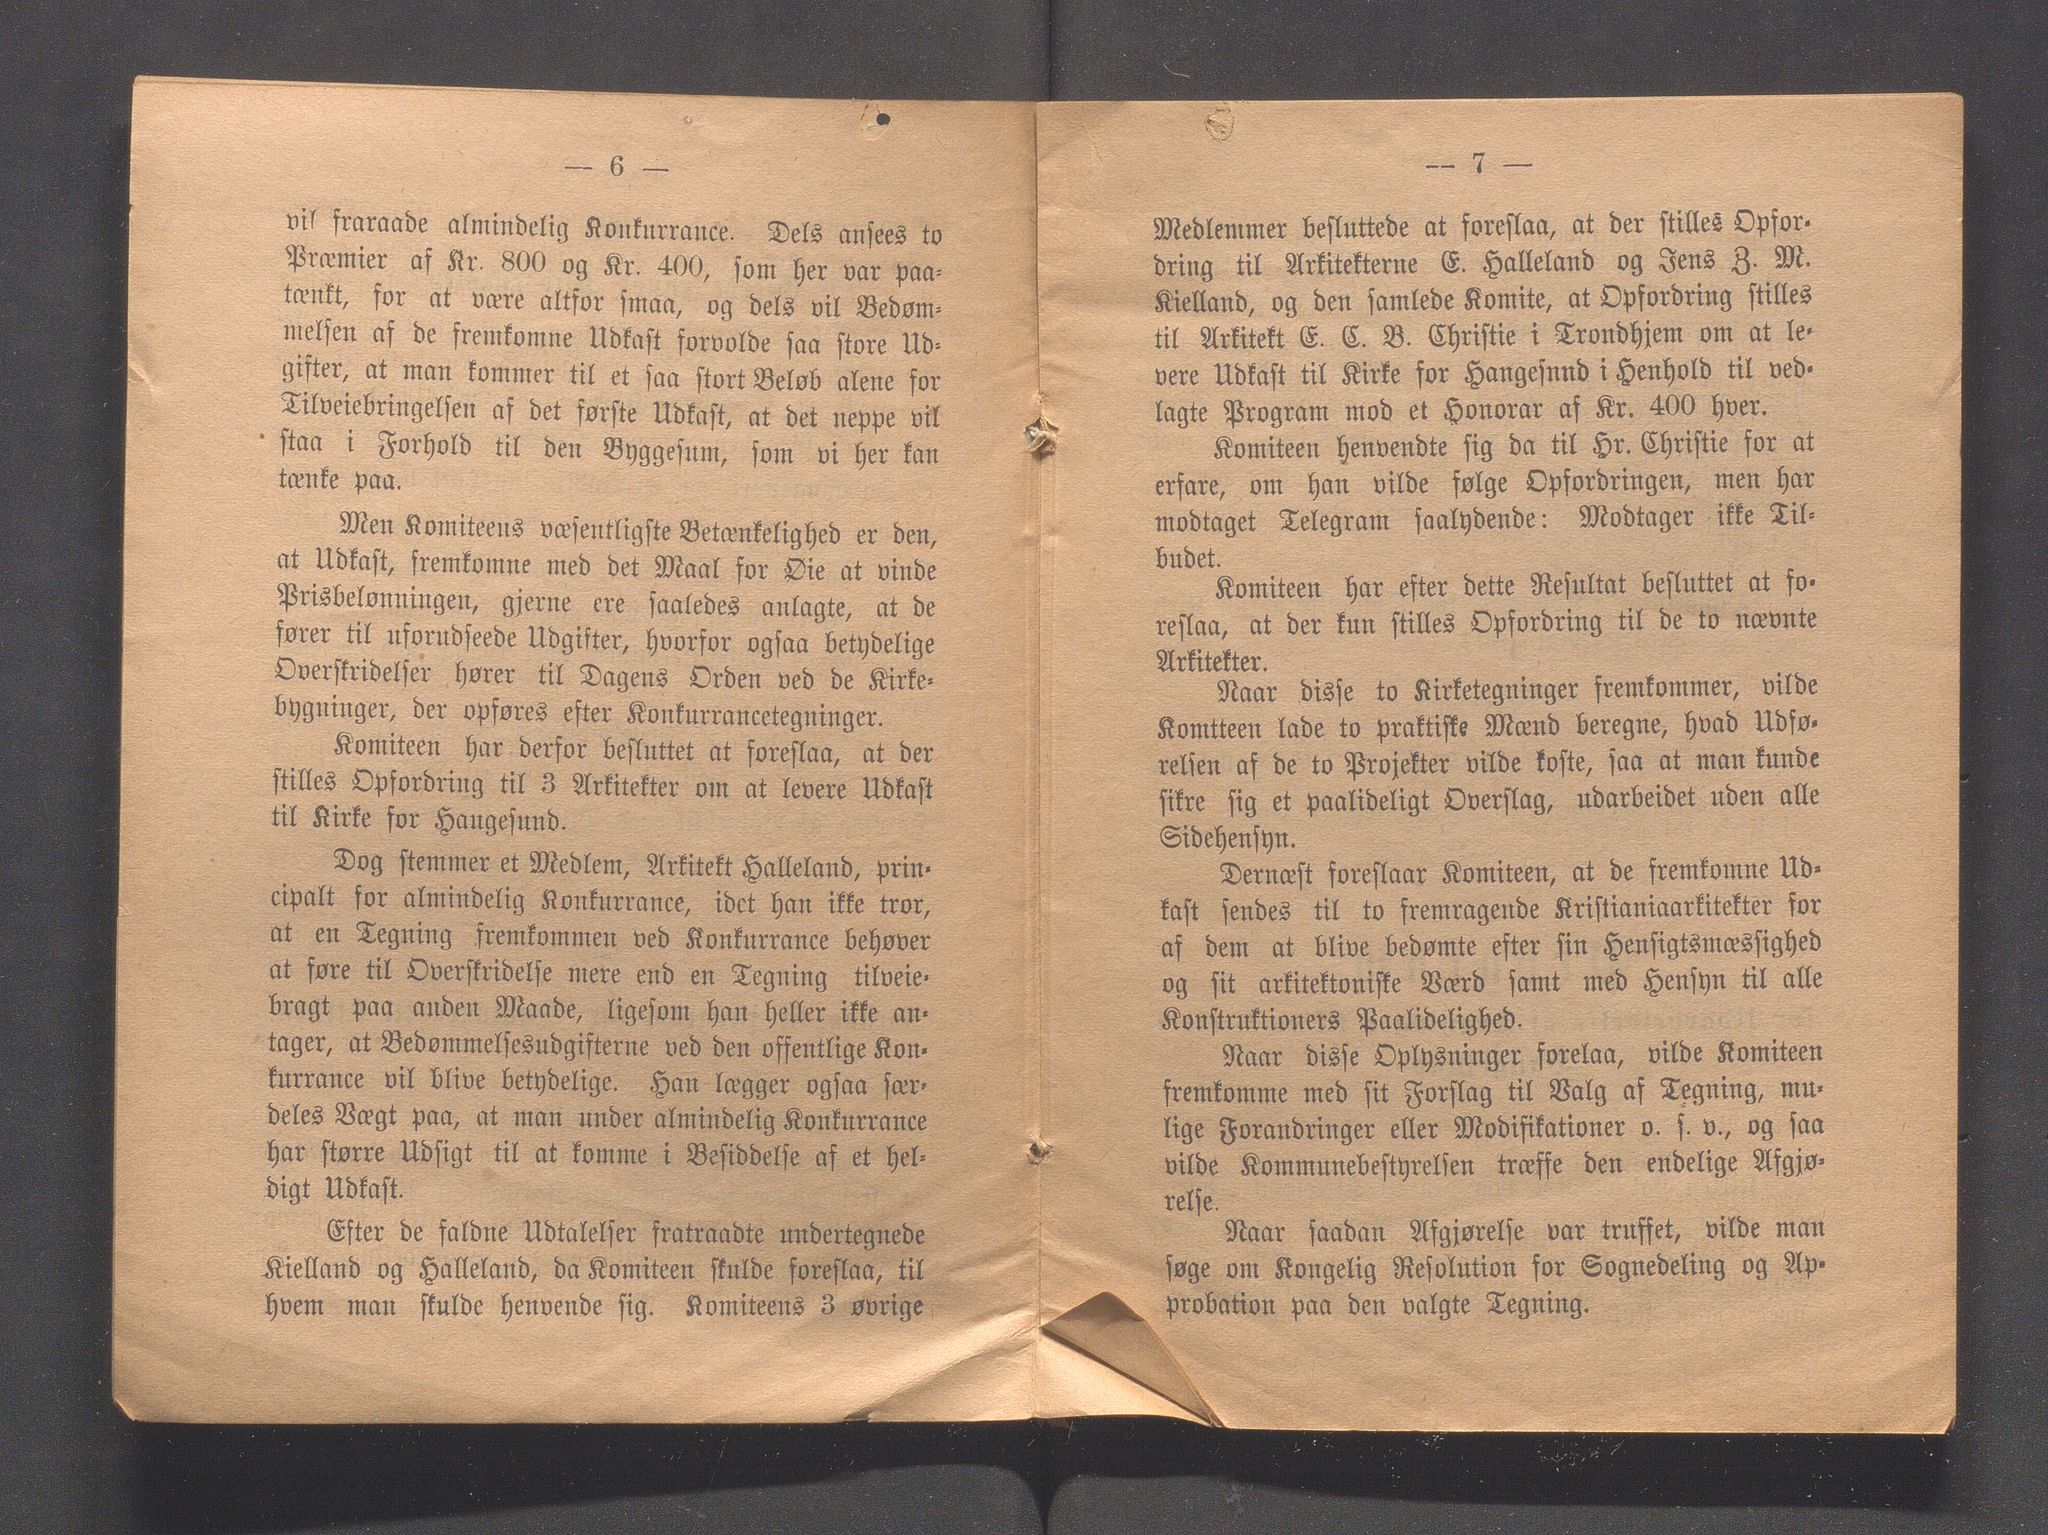 — 6 —
vil fraraade almindelig Konkurrance. Dels ansees to
Præmier af Kr. 800 og Kr. 400, som her var paa-
tænkt, for at være altfor smaa, og dels vil Bedøm-
melsen af de fremkomne Udkast forvolde saa store Ud-
gifter, at man kommer til et saa stort Beløb alene for
Tilveiebringelsen af det første Udkast, at det neppe vil
staa i Forhold til den Byggesum, som vi her kan
tænke paa.
Men Komiteens væsentligste Betænkelighed er den,
at Udkast, fremkomne med det Maal for Øie at vinde
Prisbelønningen, gjerne ere saaledes anlagte, at de
fører til uforudseede Udgifter, hvorfor ogsaa betydelige
Overskridelser hører til Dagens Orden ved de Kirke-
bygninger, der opføres efter Konkurrancetegninger.
Komiteen har derfor besluttet at foreslaa, at der
stilles Opfordring til 3 Arkitekter om at levere Udkast
til Kirke for Haugesund.
Dog stemmer et Medlem, Arkitekt Halleland, prin-
cipalt for almindelig Konkurrance, idet han ikke tror,
at en Tegning fremkommen ved Konkurrance behøver
at føre til Overskridelse mere end en Tegning tilveie-
bragt paa anden Maade, ligesom han heller ikke an-
tager, at Bedømmelsesudgifterne ved den offentlige Kon-
kurrance vil blive betydelige. Han lægger ogsaa sær-
deles Vægt paa, at man under almindelig Konkurrance
har større Udsigt til at komme i Besiddelse af et hel-
digt Udkast.
Efter de faldne Udtalelser fratraadte undertegnede
Kielland og Halleland, da Komiteen skulde foreslaa, til
hvem man skulde henvende sig. Komiteens 3 øvrige
-- 7 —
Medlemmer besluttede at foreslaa, at der stilles Opfor-
dring til Arkitekterne E. Halleland og Jens Z. M.
Kielland, og den samlede Komite, at Opfordring stilles
til Arkitekt E. C. B. Christie i Trondhjem om at le-
vere Udkast til Kirke for Hangesund i Henhold til ved-
lagte Program mod et Honorar af Kr. 400 hver.
Komiteen henvendte sig da til Hr. Christie for at
erfare, om han vilde følge Opfordringen, men har
modtaget Telegram saalydende: Modtager ikke Til-
budet.
Komiteen har efter dette Resultat besluttet at fo-
reslaa, at der kun stilles Opfordring til de to nævnte
Arkitekter.
Naar disse to Kirketegninger fremkommer, vilde
Komtteen lade to praktiske Mænd beregne, hvad Udfø-
relsen af de to Projekter vilde koste, saa at man kunde
sikre sig et paalideligt Overslag, udarbeidet uden alle
Sidehensyn.
Dernæst foreslaar Komiteen, at de fremkomne Ud-
kast sendes til to fremragende Kristianiaarkitekter for
af dem at blive bedømte efter sin Hensigtsmæssighed
og sit arkitektoniske Værd samt med Hensyn til alle
Konstruktioners Paalidelighed.
Naar disse Oplysninger forelaa, vilde Komiteen
fremkomme med sit Forslag til Valg af Tegning, mu-
lige Forandringer eller Modifikationer o. s. v., og saa
vilde Kommunebestyrelsen træffe den endelige Afgjø-
relse.
Naar saadan Afgjørelse var truffet, vilde man
søge om Kongelig Resolution for Sognedeling og Ap-
probation paa den valgte Tegning.